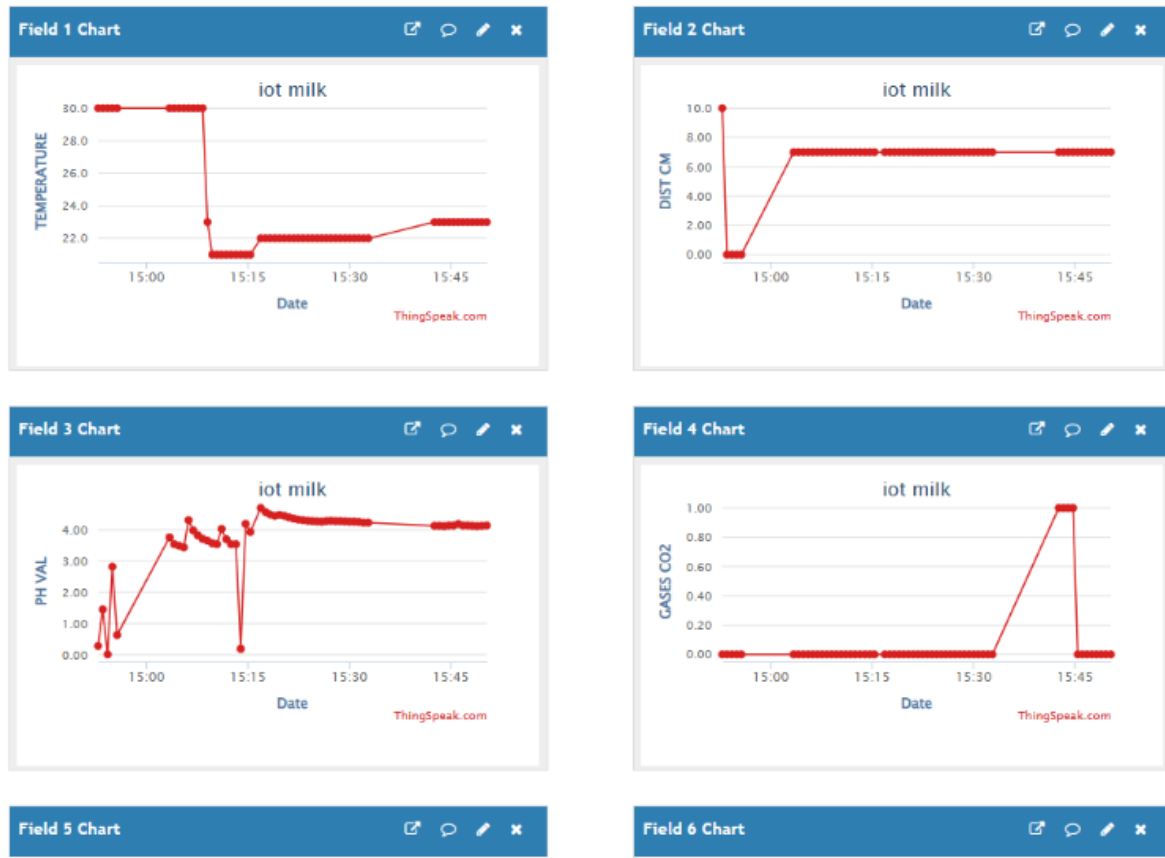 Field 1 Chart
iot milk
TEMPERATURE
30.0
28.0
26.0
24.0
22.0
15:00 15:15 15:30 15:45
Date
ThingSpeak.com
Field 2 Chart
iot milk
DIST CM
10.0
8.00
6.00
4.00
2.00
0.00
15:00 15:15 15:30 15:45
Date
ThingSpeak.com
Field 3 Chart
iot milk
PH VAL
4.00
3.00
2.00
1.00
0.00
15:00 15:15 15:30 15:45
Date
ThingSpeak.com
Field 4 Chart
iot milk
GASES CO2
1.00
0.80
0.60
0.40
0.20
0.00
15:00 15:15 15:30 15:45
Date
ThingSpeak.com
Field 5 Chart
Field 6 Chart